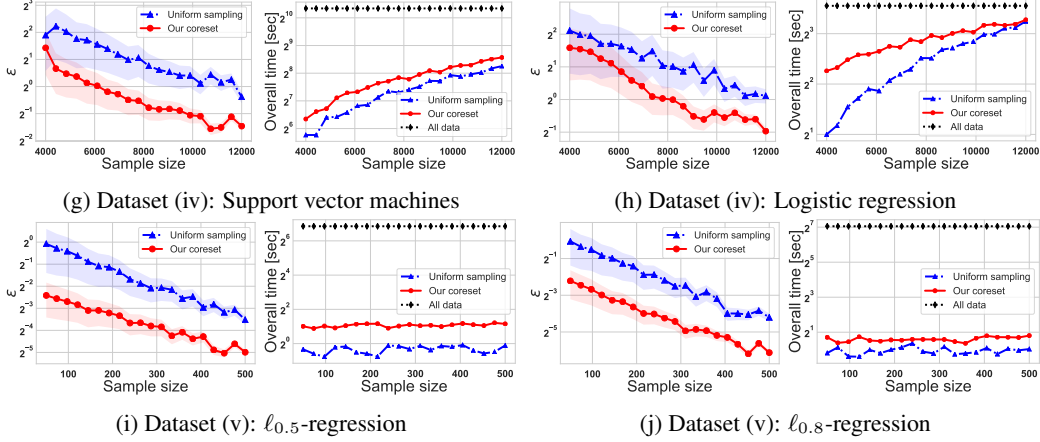 2^3
2^2
2^1
2^0
2^-1
2^-2
ε
Uniform sampling
Our coreset
4000 6000 8000 10000 12000
Sample size
2^10
2^9
2^8
2^7
2^6
Overall time [sec]
Uniform sampling
Our coreset
All data
4000 6000 8000 10000 12000
Sample size
2^2
2^1
2^0
2^-1
ε
Uniform sampling
Our coreset
4000 6000 8000 10000 12000
Sample size
2^3
2^2
2^1
Overall time [sec]
Uniform sampling
Our coreset
All data
4000 6000 8000 10000 12000
Sample size
(g) Dataset (iv): Support vector machines
(h) Dataset (iv): Logistic regression
2^0
2^-1
2^-2
2^-3
2^-4
2^-5
ε
Uniform sampling
Our coreset
100 200 300 400 500
Sample size
2^6
2^4
2^2
2^0
Overall time [sec]
Uniform sampling
Our coreset
All data
100 200 300 400 500
Sample size
2^-1
2^-3
2^-5
ε
Uniform sampling
Our coreset
100 200 300 400 500
Sample size
2^7
2^5
2^3
2^1
Overall time [sec]
Uniform sampling
Our coreset
All data
100 200 300 400 500
Sample size
(i) Dataset (v): ℓ0.5-regression
(j) Dataset (v): ℓ0.8-regression